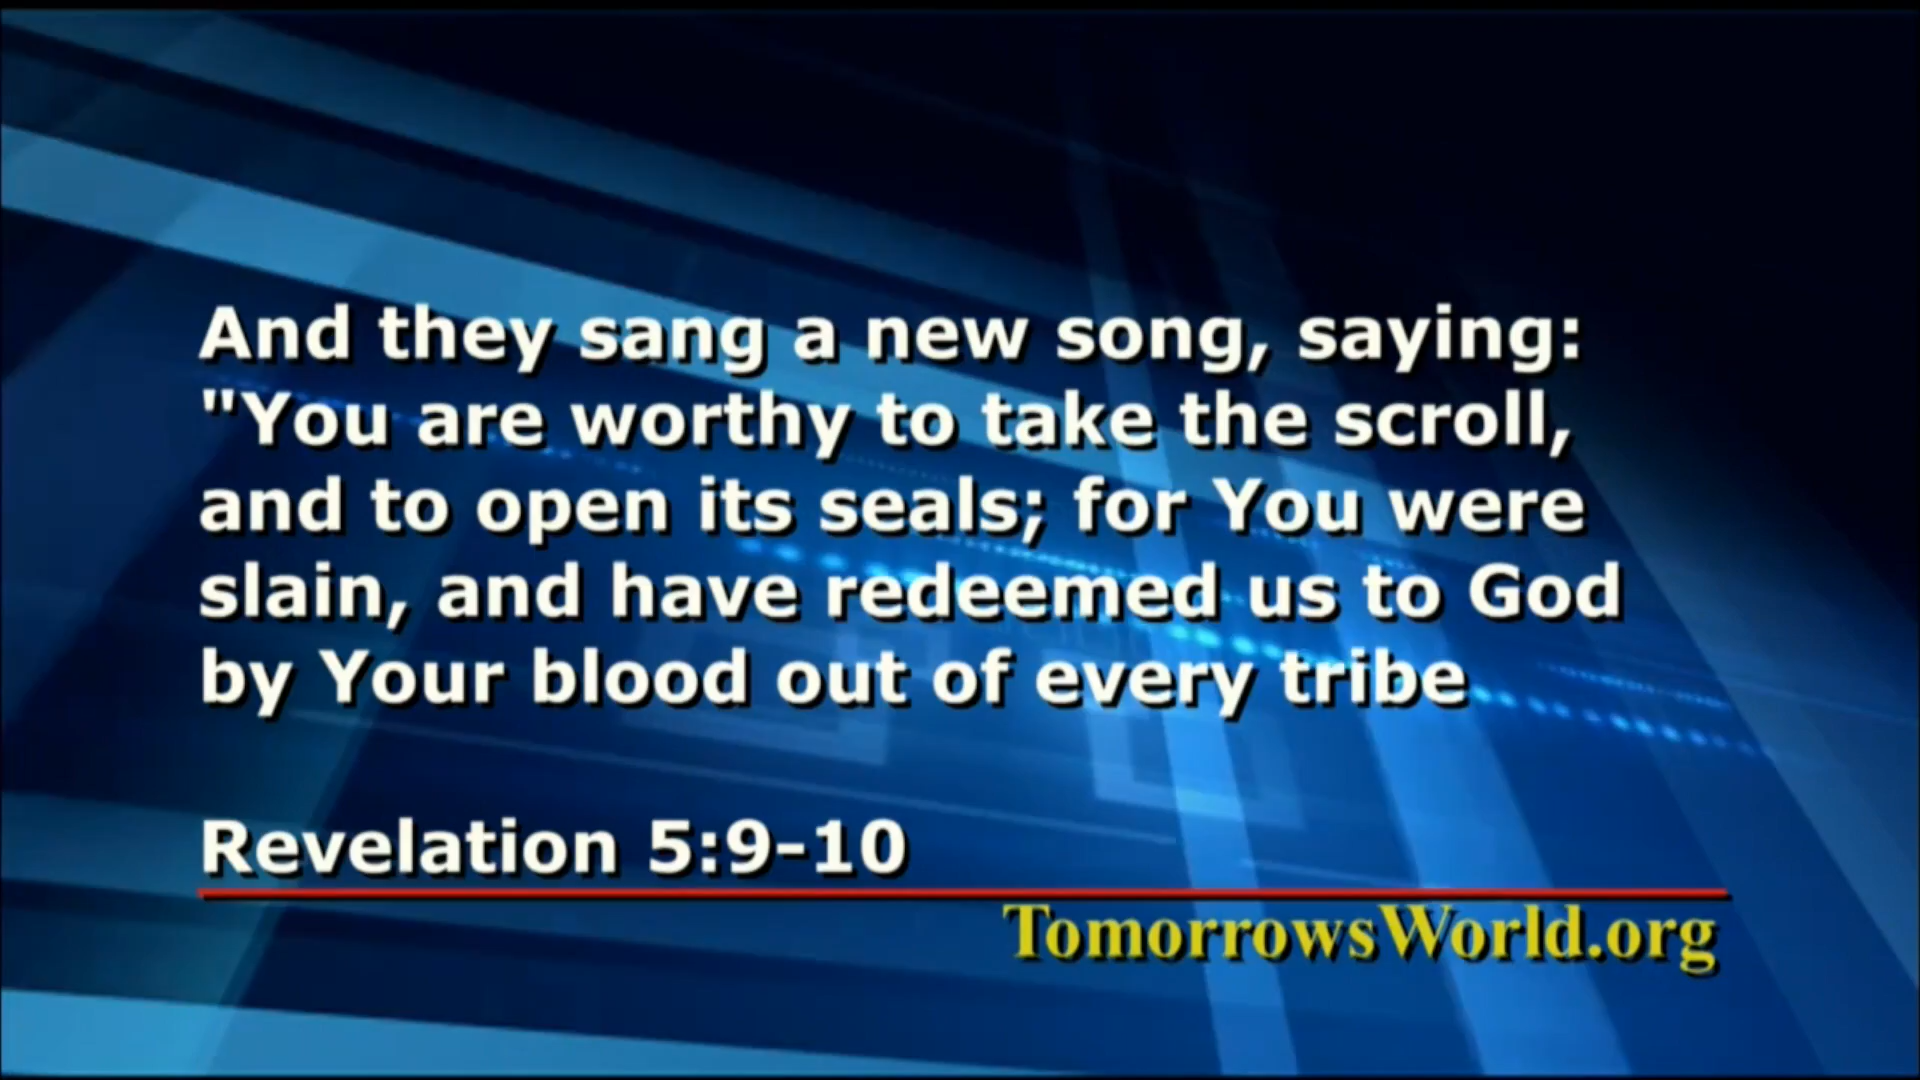 And they sang a new song, saying:
"You are worthy to take the scroll,
and to open its seals; for You were
slain, and have redeemed us to God
by Your blood out of every tribe
Revelation 5:9-10
TomorrowsWorld.org